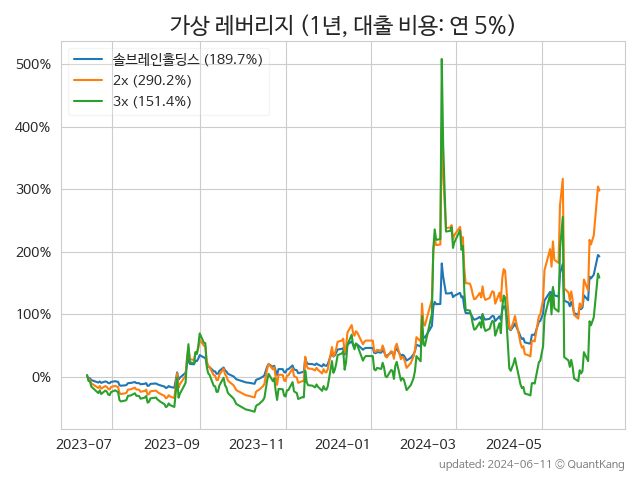 가상 레버리지 (1년, 대출 비용: 연 5%)
솔브레인홀딩스 (189.7%)
2x (290.2%)
3x (151.4%)
500%
400%
300%
200%
100%
0%
2023-07 2023-09 2023-11 2024-01 2024-03 2024-05
updated: 2024-06-11 © QuantKang